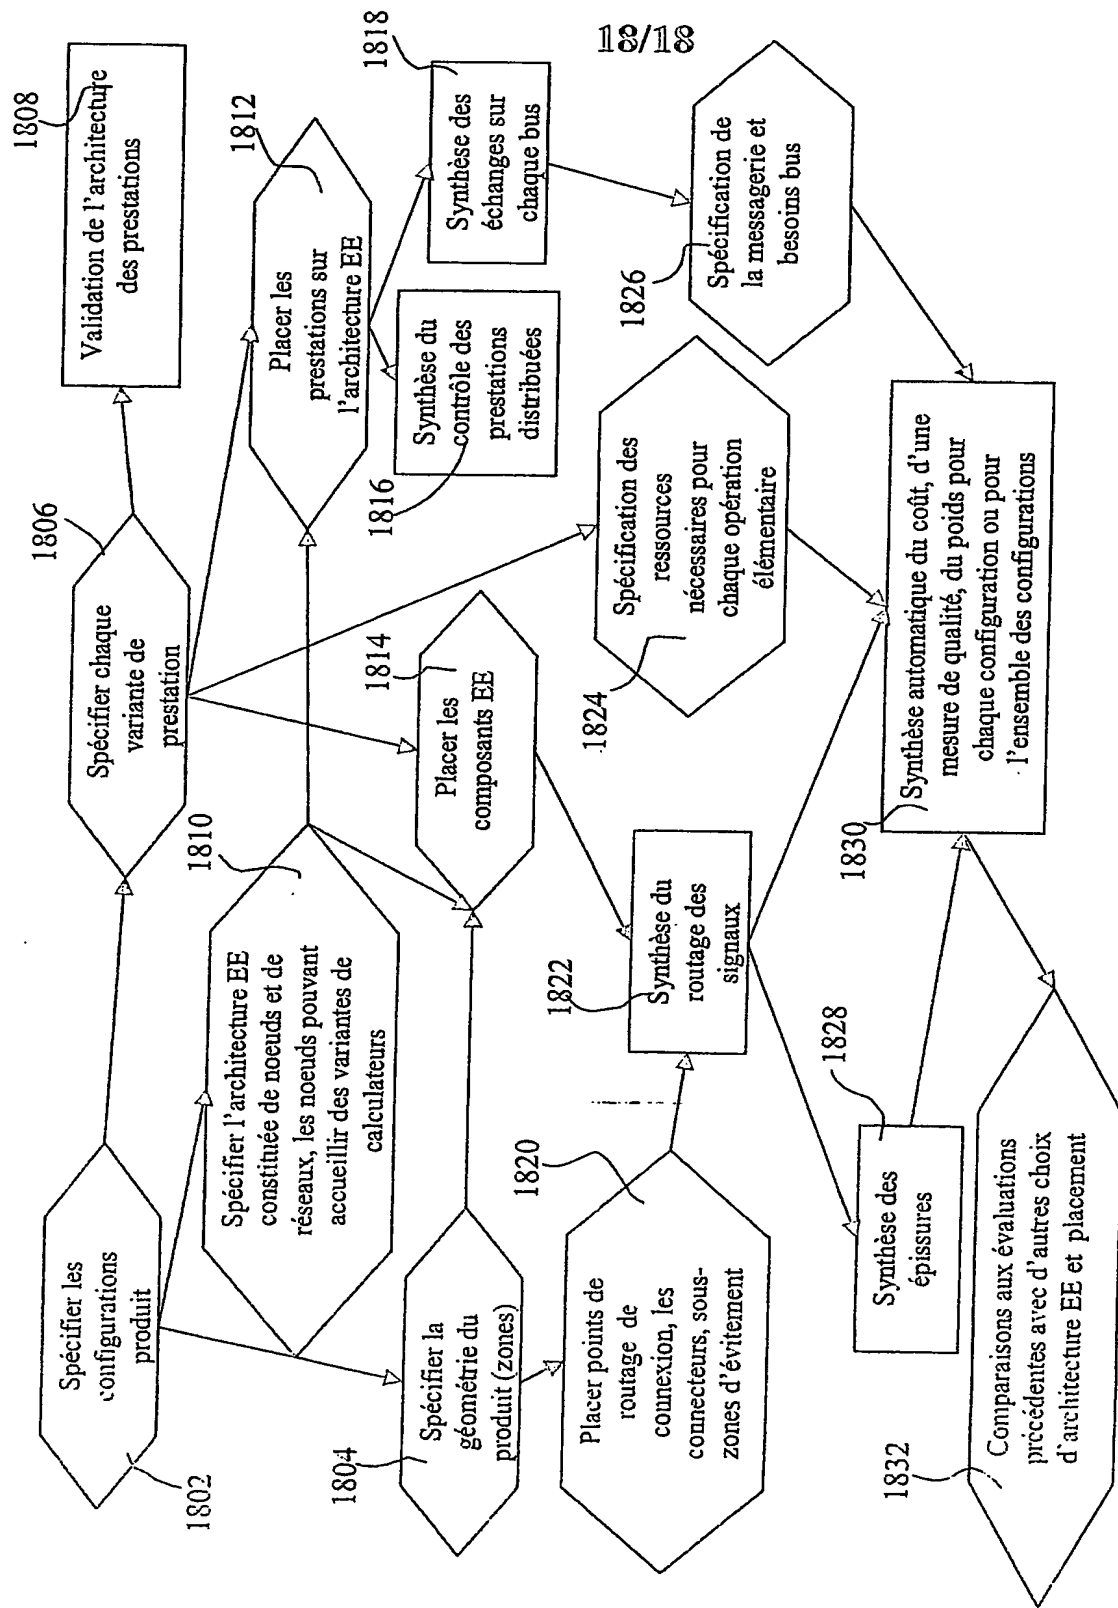 18/18
1802
Spécifier les
configurations
produit
1806
Spécifier chaque
variante de
prestation
1808
Validation de l'architecture
des prestations
1810
Spécifier l'architecture EE
constituée de noeuds et de
réseaux, les noeuds pouvant
accueillir des variantes de
calculateurs
1812
Placer les
prestations sur
l'architecture EE
1804
Spécifier la
géométrie du
produit (zones)
1814
Placer les
composants EE
1816
Synthèse du
contrôle des
prestations
distribuées
1818
Synthèse des
échanges sur
chaque bus
1820
Placer points de
routage de
connexion, les
connecteurs, sous-
zones d'évitement
1822
Synthèse du
routage des
signaux
1824
Spécification des
ressources
nécessaires pour
chaque opération
élémentaire
1826
Spécification de
la messagerie et
besoins bus
1828
Synthèse des
épissures
1830
Synthèse automatique du coût, d'une
mesure de qualité, du poids pour
chaque configuration ou pour
l'ensemble des configurations
1832
Comparaisons aux évaluations
précédentes avec d'autres choix
d'architecture EE et placement